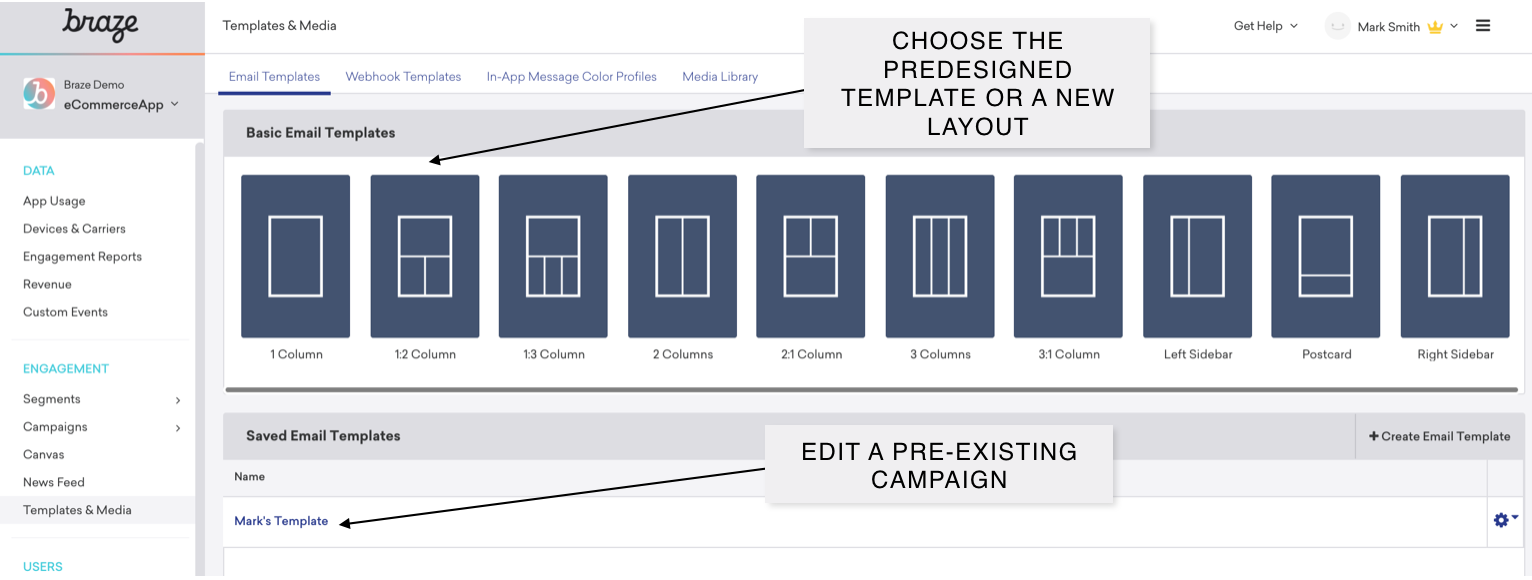 braze
Templates & Media
Get Help
Mark Smith
Braze Demo
eCommerceApp
Email Templates
Webhook Templates
In-App Message Color Profiles
Media Library
CHOOSE THE
PREDESIGNED
TEMPLATE OR A NEW
LAYOUT
DATA
App Usage
Devices & Carriers
Engagement Reports
Revenue
Custom Events
ENGAGEMENT
Segments
Campaigns
Canvas
News Feed
Templates & Media
USERS
Basic Email Templates
1 Column
1:2 Column
1:3 Column
2 Columns
2:1 Column
3 Columns
3:1 Column
Left Sidebar
Postcard
Right Sidebar
Saved Email Templates
+ Create Email Template
EDIT A PRE-EXISTING
CAMPAIGN
Name
Mark's Template